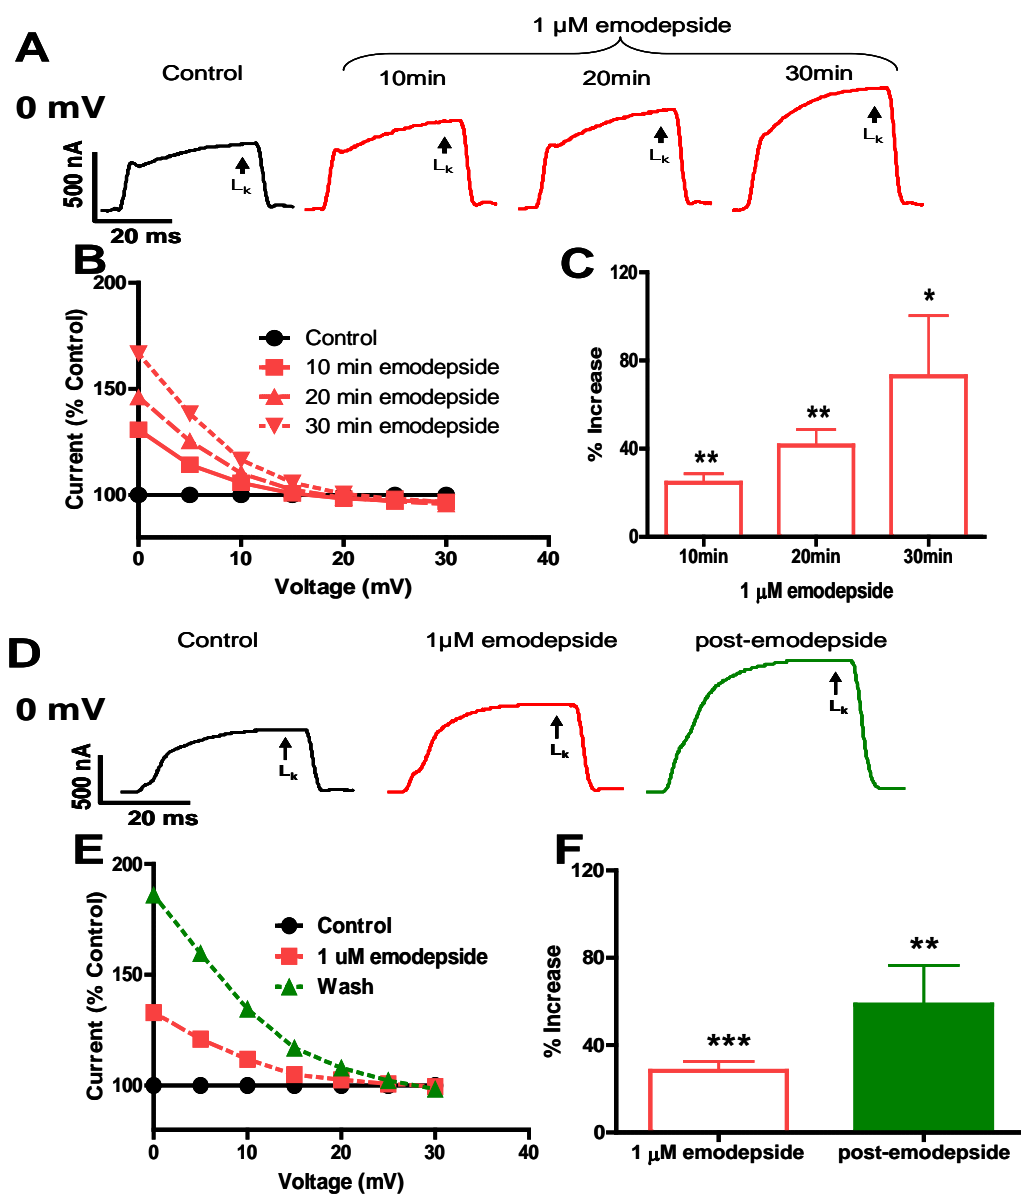 A
1 µM emodepside
Control
10min
20min
30min
0 mV
500 nA
20 ms
Lk
Lk
Lk
Lk
B
Current (% Control)
200
150
100
0
10
20
30
40
Voltage (mV)
Control
10 min emodepside
20 min emodepside
30 min emodepside
C
% Increase
120
80
40
0
**
**
*
10min
20min
30min
1 µM emodepside
D
Control
1µM emodepside
post-emodepside
0 mV
500 nA
20 ms
Lk
Lk
Lk
E
Current (% Control)
200
150
100
0
10
20
30
40
Voltage (mV)
Control
1 uM emodepside
Wash
F
% Increase
120
80
40
0
***
**
1 µM emodepside
post-emodepside